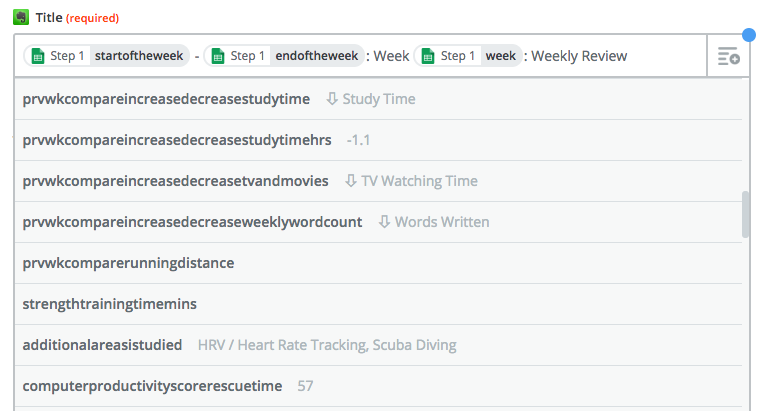 Title (required)
Step 1 startoftheweek - Step 1 endoftheweek : Week Step 1 week : Weekly Review
prvwkcompareincreasedecreasestudytime ⇩ Study Time
prvwkcompareincreasedecreasestudytimehrs -1.1
prvwkcompareincreasedecreasetvandmovies ⇩ TV Watching Time
prvwkcompareincreasedecreaseweeklywordcount ⇩ Words Written
prvwkcomparerunningdistance
strengthtrainingtimemins
additionalareasistudied HRV / Heart Rate Tracking, Scuba Diving
computerproductivityscorerescuetime 57